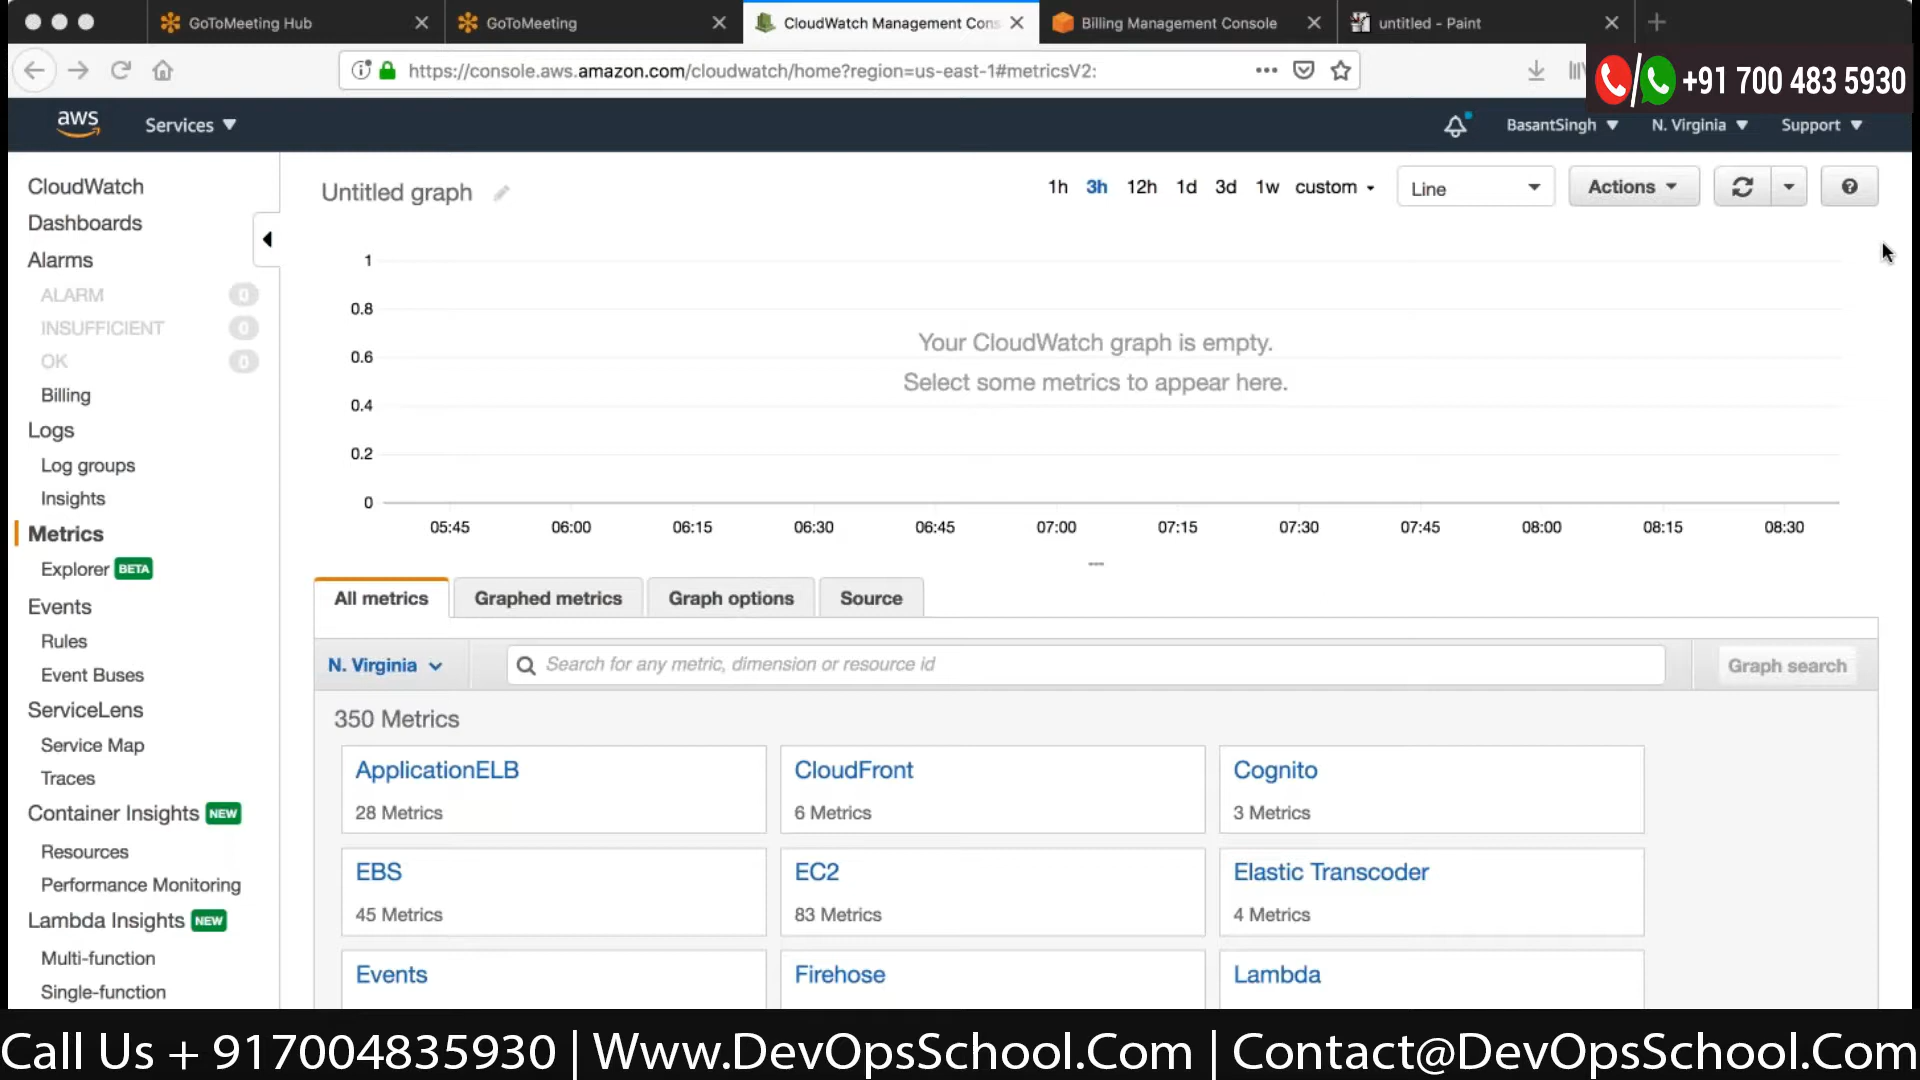 GoToMeeting Hub
GoToMeeting
CloudWatch Management Cons
Billing Management Console
untitled - Paint
https://console.aws.amazon.com/cloudwatch/home?region=us-east-1#metricsV2:
+91 700 483 5930
aws
Services
BasantSingh
N. Virginia
Support
CloudWatch
Dashboards
Alarms
ALARM 0
INSUFFICIENT 0
OK 0
Billing
Logs
Log groups
Insights
Metrics
Explorer BETA
Events
Rules
Event Buses
ServiceLens
Service Map
Traces
Container Insights NEW
Resources
Performance Monitoring
Lambda Insights NEW
Multi-function
Single-function
Untitled graph
1h 3h 12h 1d 3d 1w custom
Line
Actions
1
0.8
0.6
0.4
0.2
0
Your CloudWatch graph is empty.
Select some metrics to appear here.
05:45 06:00 06:15 06:30 06:45 07:00 07:15 07:30 07:45 08:00 08:15 08:30
All metrics
Graphed metrics
Graph options
Source
N. Virginia
Search for any metric, dimension or resource id
Graph search
350 Metrics
ApplicationELB
28 Metrics
CloudFront
6 Metrics
Cognito
3 Metrics
EBS
45 Metrics
EC2
83 Metrics
Elastic Transcoder
4 Metrics
Events
Firehose
Lambda
Call Us + 917004835930 | Www.DevOpsSchool.Com | Contact@DevOpsSchool.Com